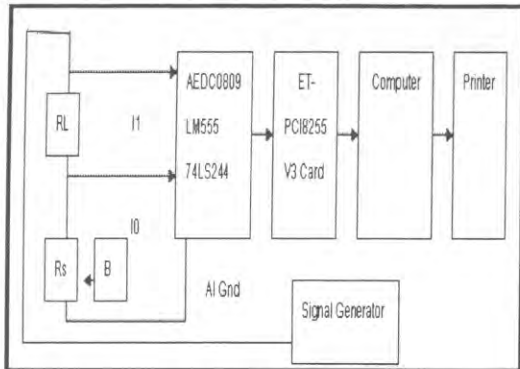 AEDC0809
LM555
74LS244
ET-
PCI8255
V3 Card
Computer
Printer
RL
I1
I0
Rs
B
AI Gnd
Signal Generator